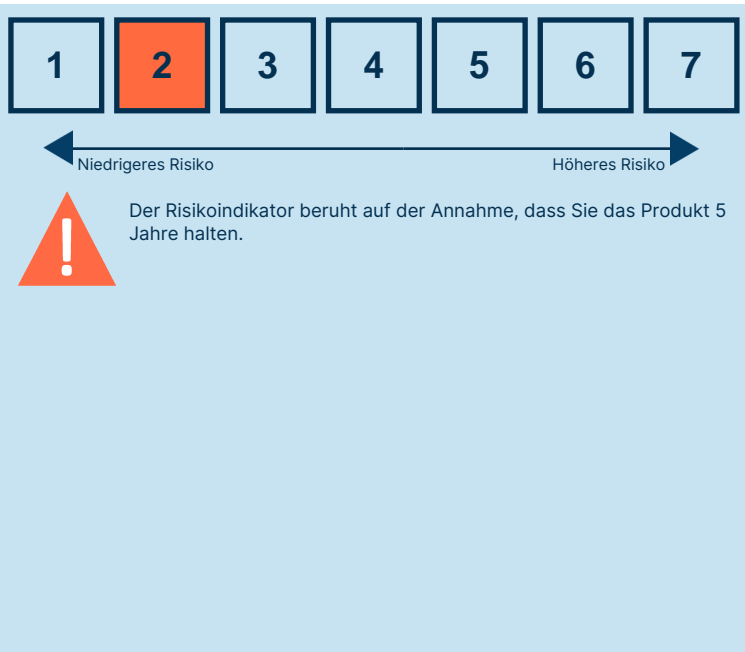 1 2 3 4 5 6 7
Niedrigeres Risiko Höheres Risiko
Der Risikoindikator beruht auf der Annahme, dass Sie das Produkt 5
Jahre halten.